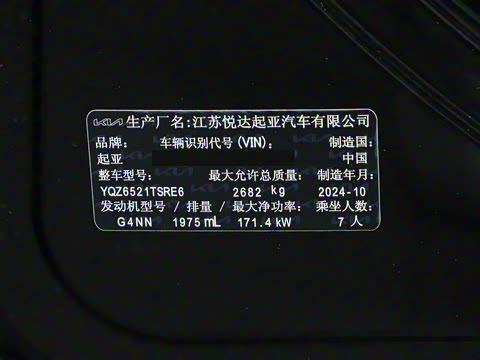 KIA 生产厂名:江苏悦达起亚汽车有限公司
品牌: 车辆识别代号(VIN): 制造国:
起亚 中国
整车型号: 最大允许总质量: 制造年月:
YQZ6521TSRE6 2682 kg 2024-10
发动机型号 / 排量 / 最大净功率: 乘坐人数:
G4NN 1975 mL 171.4 kW 7 人